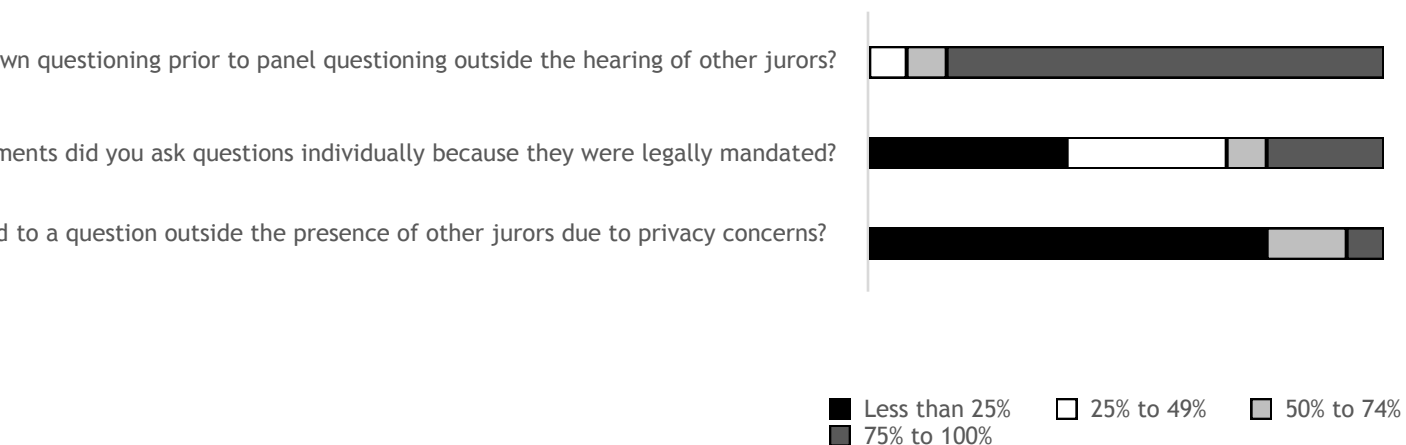 wn questioning prior to panel questioning outside the hearing of other jurors?
ments did you ask questions individually because they were legally mandated?
d to a question outside the presence of other jurors due to privacy concerns?
Less than 25% 25% to 49% 50% to 74%
75% to 100%